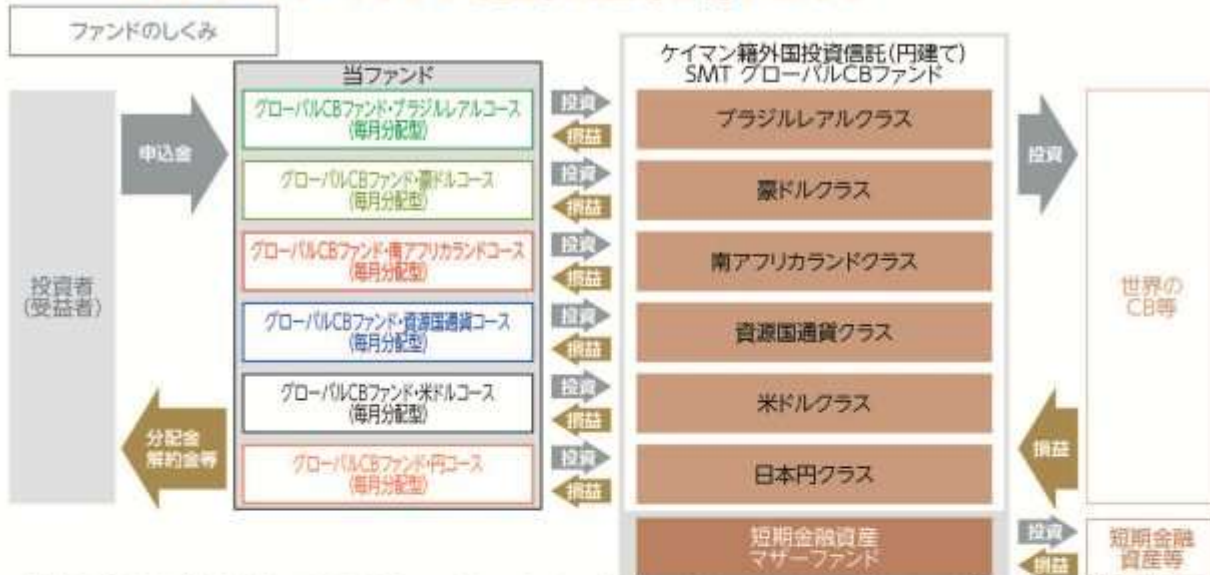 ファンドのしくみ
投資者
(受益者)
申込金
分配金
解約金等
当ファンド
グローバルCBファンド・ブラジルレアルコース
(毎月分配型)
グローバルCBファンド・豪ドルコース
(毎月分配型)
グローバルCBファンド・南アフリカランドコース
(毎月分配型)
グローバルCBファンド・資源国通貨コース
(毎月分配型)
グローバルCBファンド・米ドルコース
(毎月分配型)
グローバルCBファンド・円コース
(毎月分配型)
投資
損益
投資
損益
投資
損益
投資
損益
投資
損益
投資
損益
ケイマン籍外国投資信託(円建て)
SMT グローバルCBファンド
ブラジルレアルクラス
豪ドルクラス
南アフリカランドクラス
資源国通貨クラス
米ドルクラス
日本円クラス
短期金融資産
マザーファンド
投資
損益
投資
損益
世界の
CB等
短期金融
資産等